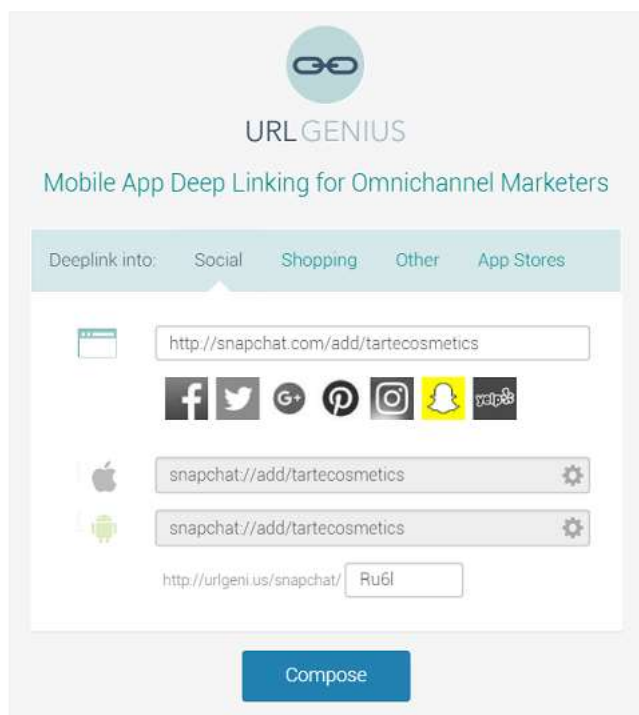 URLGENIUS
Mobile App Deep Linking for Omnichannel Marketers
Deeplink into: Social Shopping Other App Stores
http://snapchat.com/add/tartecosmetics
G+ yelp
snapchat://add/tartecosmetics
snapchat://add/tartecosmetics
http://urlgeni.us/snapchat/ Ru6l
Compose